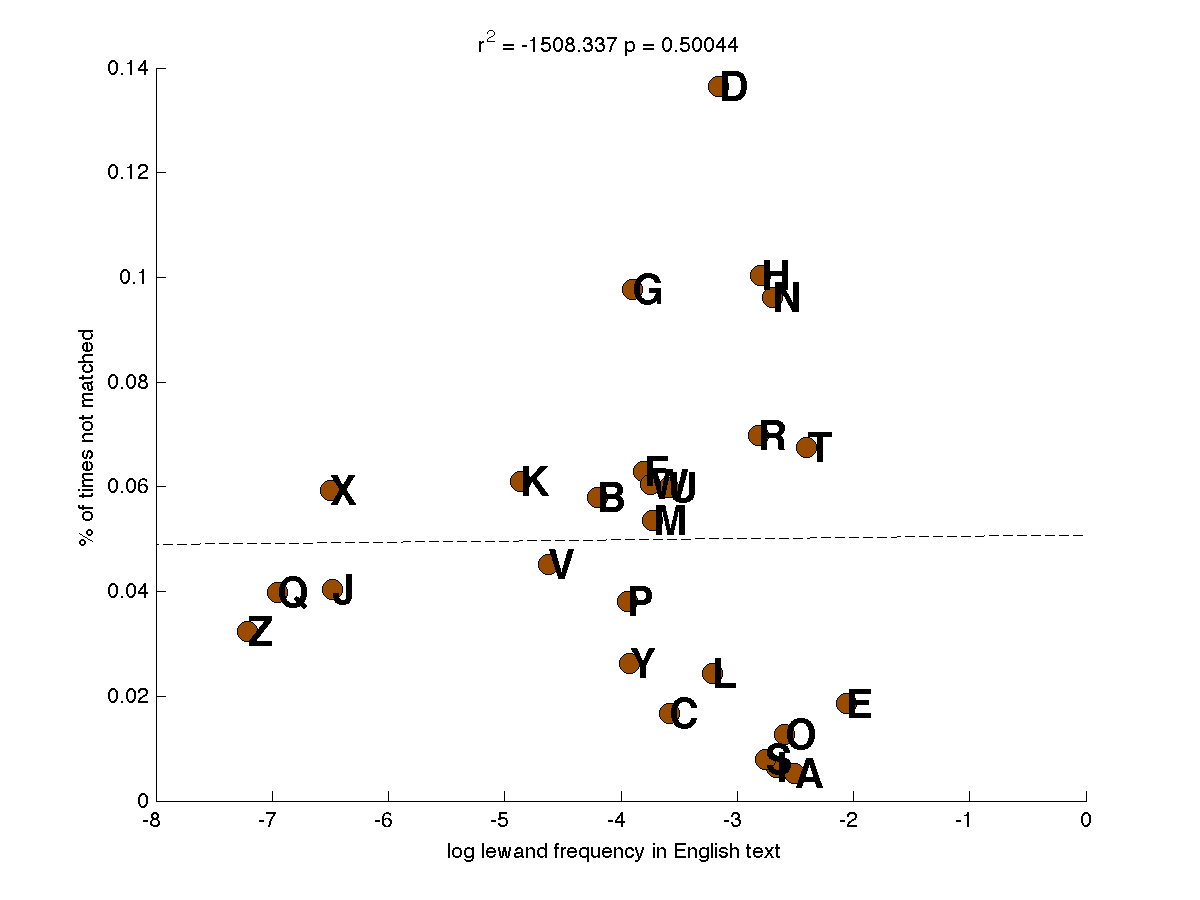 r2 = -1508.337 p = 0.50044
0.14
D
0.12
0.1
H
G
N
0.08
R
T
F
K
W
U
X
B
0.06
M
V
Q
J
0.04
P
Z
Y
L
0.02
C
E
O
S
I
A
0
-8
-7
-6
-5
-4
-3
-2
-1
0
% of times not matched
log lewand frequency in English text